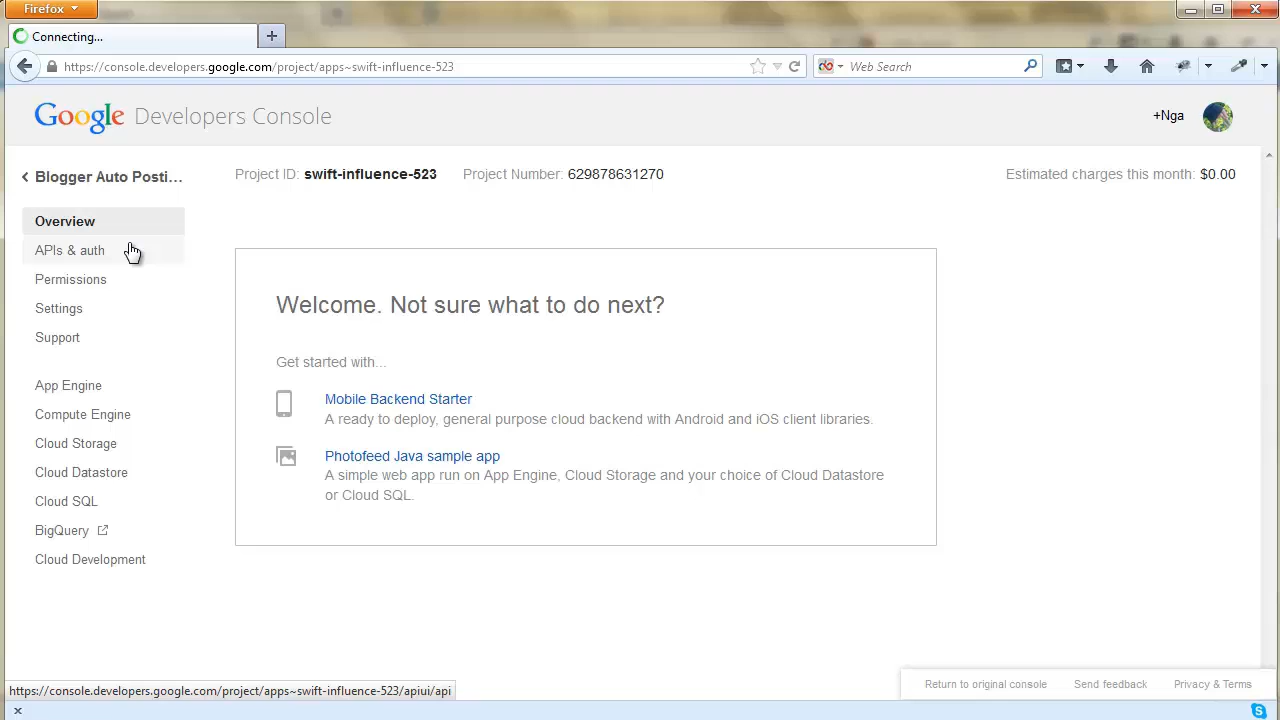 Firefox
Connecting...
https://console.developers.google.com/project/apps~swift-influence-523
Web Search
Google Developers Console
+Nga
Blogger Auto Posti...
Project ID: swift-influence-523 Project Number: 629878631270
Estimated charges this month: $0.00
Overview
APIs & auth
Permissions
Settings
Support
App Engine
Compute Engine
Cloud Storage
Cloud Datastore
Cloud SQL
BigQuery
Cloud Development
Welcome. Not sure what to do next?
Get started with...
Mobile Backend Starter
A ready to deploy, general purpose cloud backend with Android and iOS client libraries.
Photofeed Java sample app
A simple web app run on App Engine, Cloud Storage and your choice of Cloud Datastore
or Cloud SQL.
Return to original console
Send feedback
Privacy & Terms
https://console.developers.google.com/project/apps~swift-influence-523/apiui/api